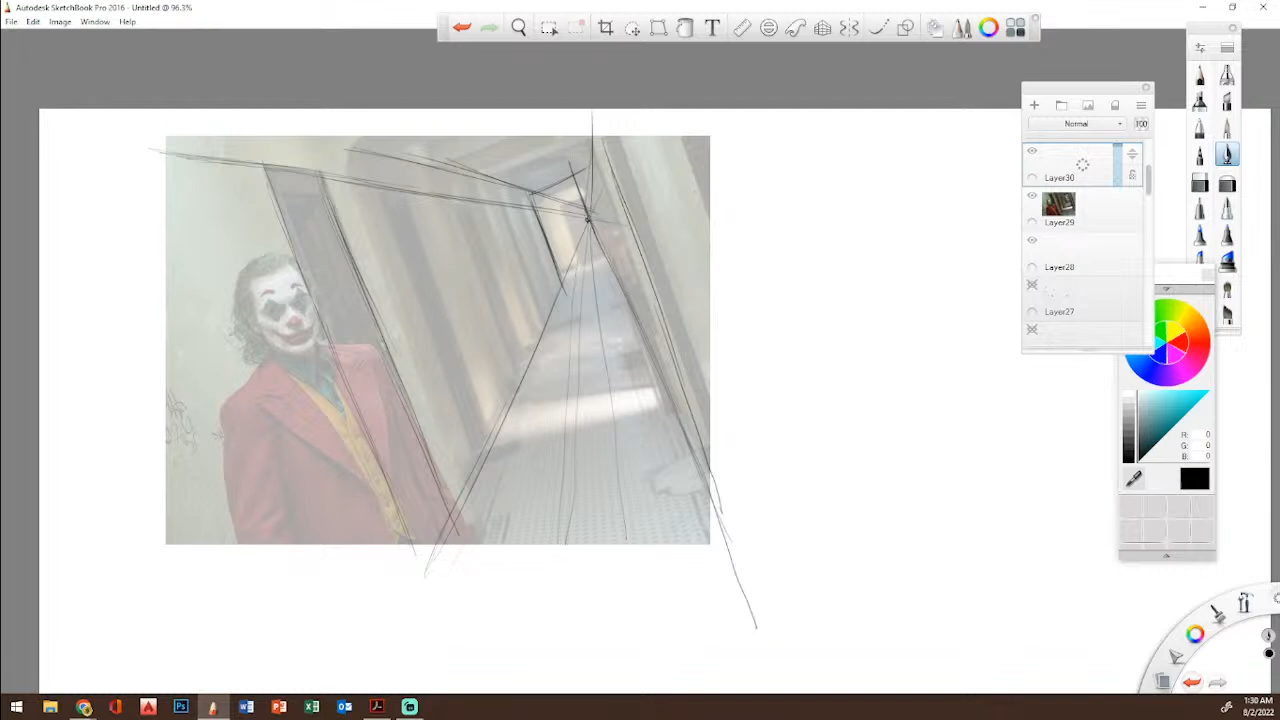 Autodesk SketchBook Pro 2016 - Untitled @ 96.3%
File Edit Image Window Help
T
Normal 100
Layer30
Layer29
Layer28
Layer27
R: 0
G: 0
B: 0
1:30 AM
8/2/2022